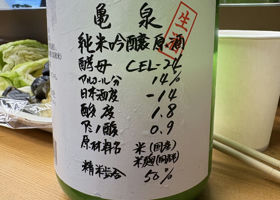 亀泉
生
純米吟醸原酒
酵母 CEL-24
アルコール分 14%
日本酒度 -14
酸度 1.8
アミノ酸 0.9
原材料名 米(国産)
米麹(国産米)
精米歩合 50%